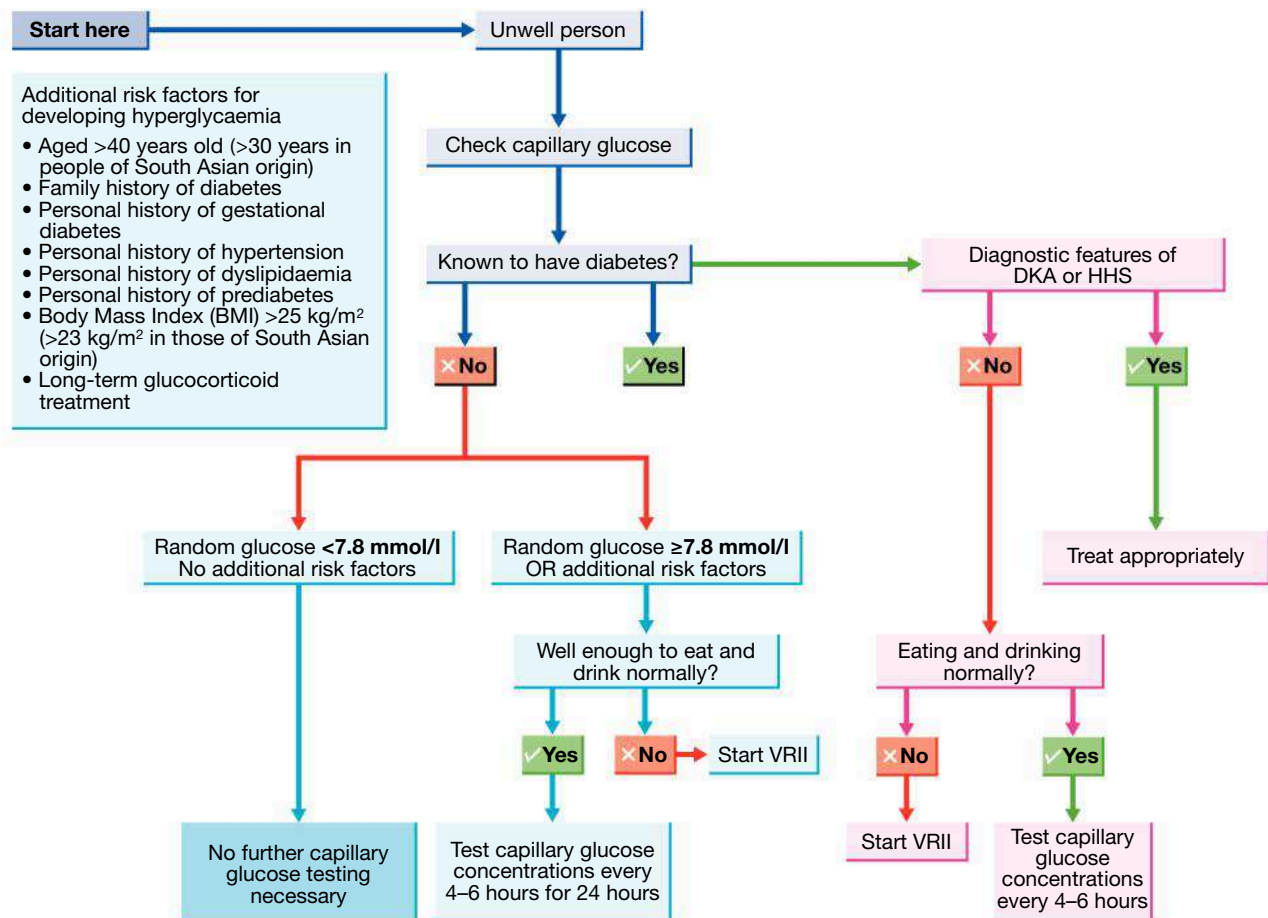 Start here
Unwell person
Additional risk factors for
developing hyperglycaemia
• Aged >40 years old (>30 years in
people of South Asian origin)
• Family history of diabetes
• Personal history of gestational
diabetes
• Personal history of hypertension
• Personal history of dyslipidaemia
• Personal history of prediabetes
• Body Mass Index (BMI) >25 kg/m²
(>23 kg/m² in those of South Asian
origin)
• Long-term glucocorticoid
treatment
Check capillary glucose
Known to have diabetes?
Diagnostic features of
DKA or HHS
×No
✓Yes
×No
✓Yes
Random glucose <7.8 mmol/l
No additional risk factors
Random glucose ≥7.8 mmol/l
OR additional risk factors
Treat appropriately
Well enough to eat and
drink normally?
Eating and drinking
normally?
✓Yes
×No
Start VRII
×No
✓Yes
No further capillary
glucose testing
necessary
Test capillary glucose
concentrations every
4–6 hours for 24 hours
Start VRII
Test capillary
glucose
concentrations
every 4–6 hours